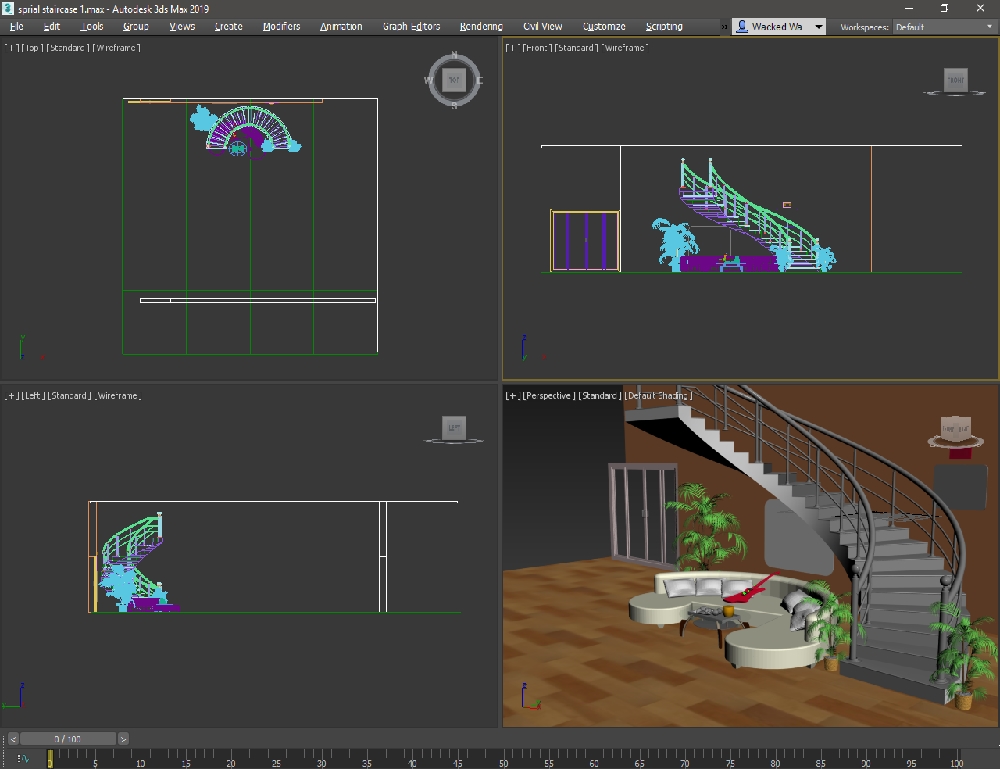 sprial staircase 1.max - Autodesk 3ds Max 2019
File Edit Tools Group Views Create Modifiers Animation Graph Editors Rendering Civil View Customize Scripting » Wacked Wa Workspaces: Default
[+] [Top] [Standard] [Wireframe]
[+] [Front] [Standard] [Wireframe]
N
W TOP E
S
FRONT
[+] [Left] [Standard] [Wireframe]
[+] [Perspective] [Standard] [Default Shading]
LEFT
< 0 / 100 >
0 5 10 15 20 25 30 35 40 45 50 55 60 65 70 75 80 85 90 95 100